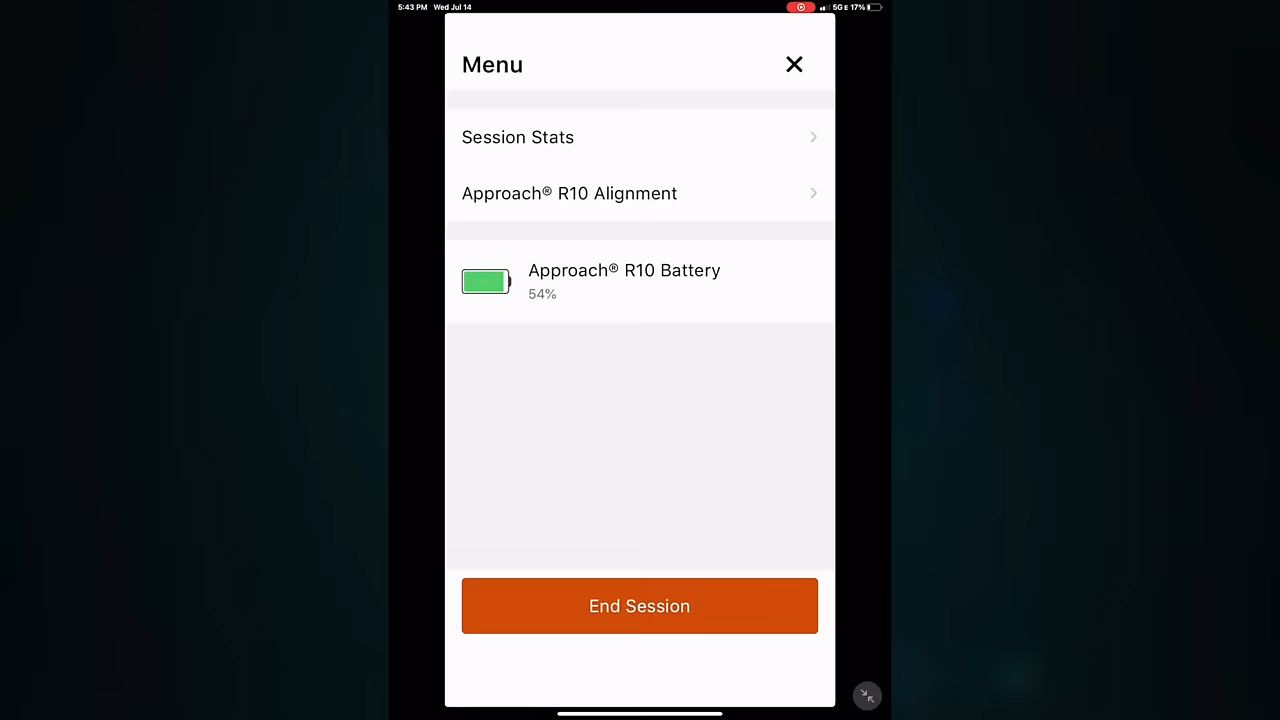 5:43 PM Wed Jul 14 5G E 17%
Menu
Session Stats
Approach® R10 Alignment
Approach® R10 Battery
54%
End Session